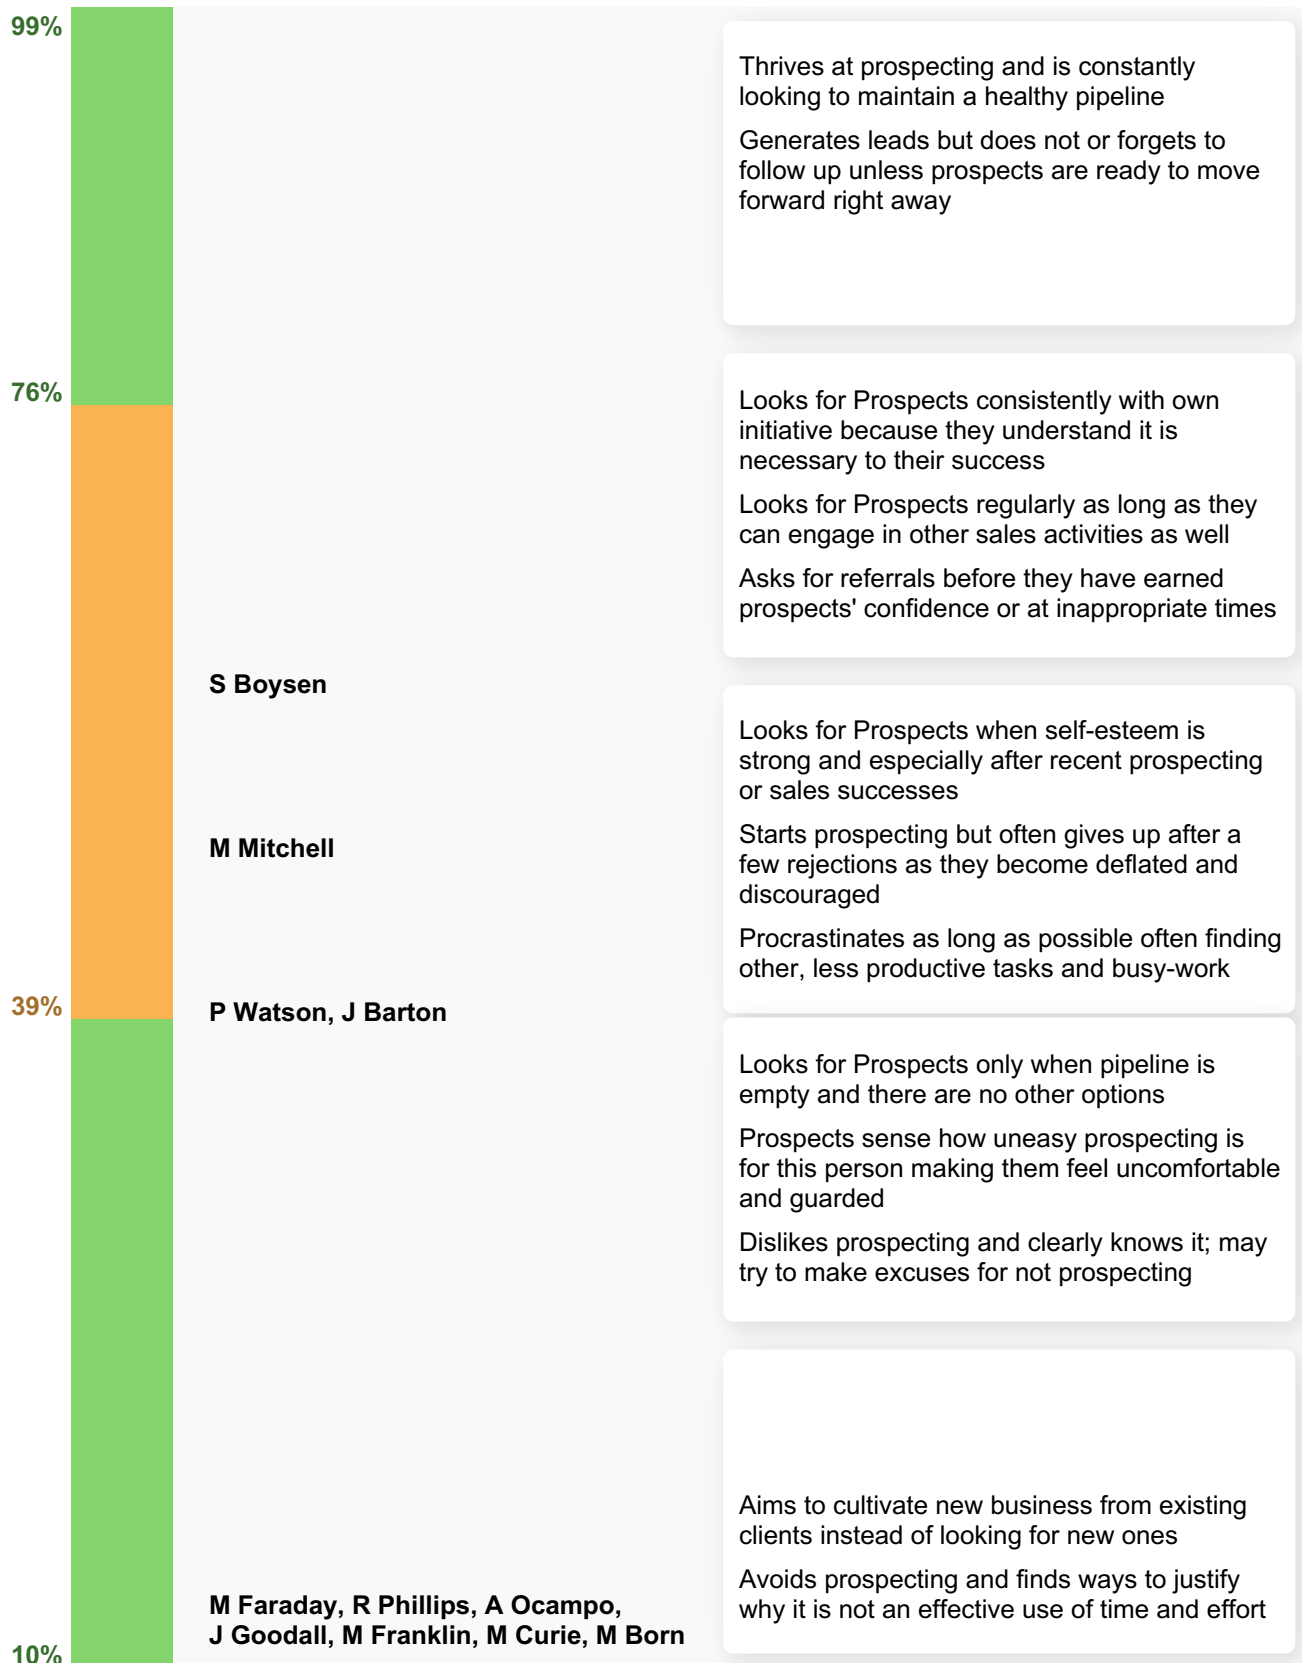 99%
Thrives at prospecting and is constantly
looking to maintain a healthy pipeline
Generates leads but does not or forgets to
follow up unless prospects are ready to move
forward right away
76%
Looks for Prospects consistently with own
initiative because they understand it is
necessary to their success
Looks for Prospects regularly as long as they
can engage in other sales activities as well
Asks for referrals before they have earned
prospects' confidence or at inappropriate times
S Boysen
Looks for Prospects when self-esteem is
strong and especially after recent prospecting
or sales successes
M Mitchell
Starts prospecting but often gives up after a
few rejections as they become deflated and
discouraged
Procrastinates as long as possible often finding
other, less productive tasks and busy-work
39%
P Watson, J Barton
Looks for Prospects only when pipeline is
empty and there are no other options
Prospects sense how uneasy prospecting is
for this person making them feel uncomfortable
and guarded
Dislikes prospecting and clearly knows it; may
try to make excuses for not prospecting
Aims to cultivate new business from existing
clients instead of looking for new ones
Avoids prospecting and finds ways to justify
why it is not an effective use of time and effort
M Faraday, R Phillips, A Ocampo,
J Goodall, M Franklin, M Curie, M Born
10%